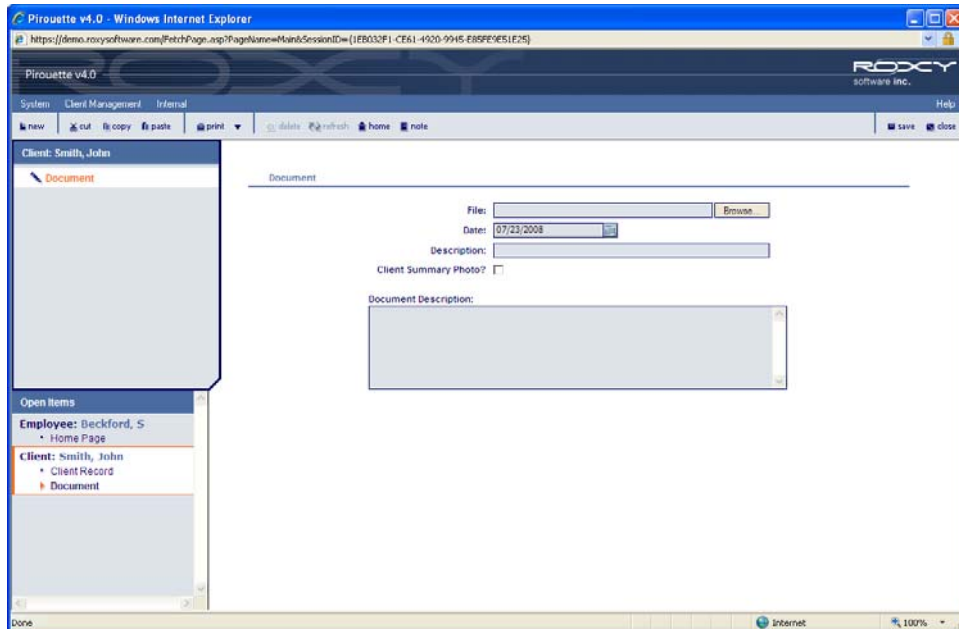 Pirouette v4.0 - Windows Internet Explorer
https://demo.roxysoftware.com/FetchPage.asp?PageName=Main&SessionID={1EB032F1-CE61-4920-9945-E85FE9E51E25}
Pirouette v4.0
ROXY
software inc.
System Client Management Internal Help
new cut copy paste print delete refresh home note save close
Client: Smith, John
Document
Document
File: Browse...
Date: 07/23/2008
Description:
Client Summary Photo?
Document Description:
Open Items
Employee: Beckford, S
Home Page
Client: Smith, John
Client Record
Document
Done Internet 100%